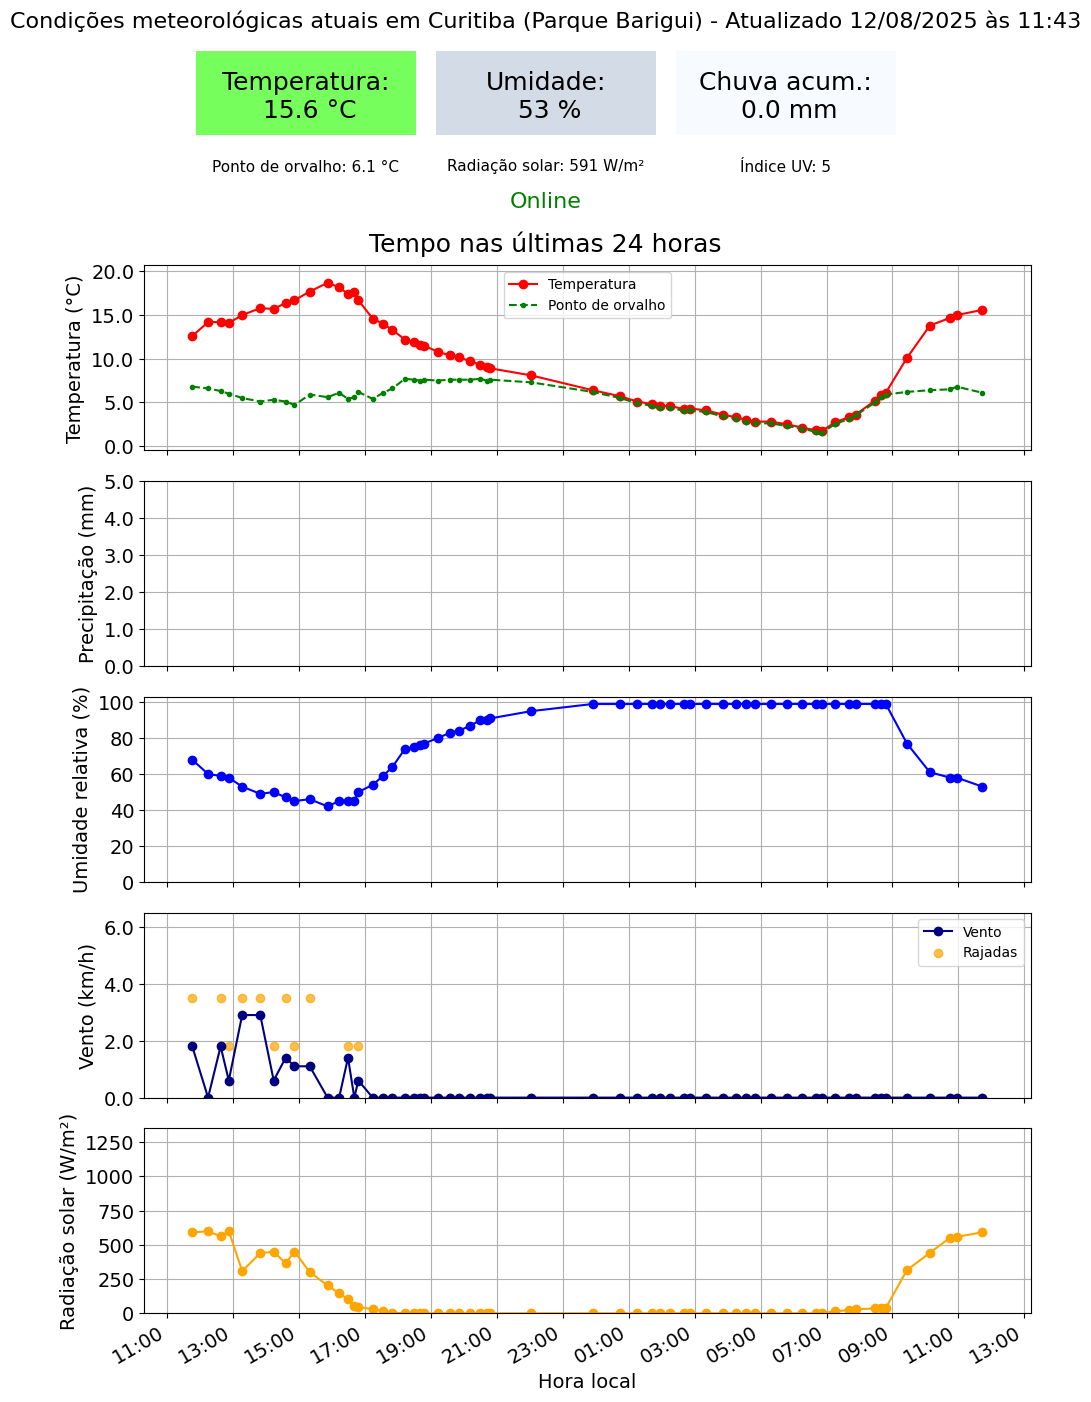 Condições meteorológicas atuais em Curitiba (Parque Barigui) - Atualizado 12/08/2025 às 11:43
Temperatura:
15.6 °C
Umidade:
53 %
Chuva acum.:
0.0 mm
Ponto de orvalho: 6.1 °C
Radiação solar: 591 W/m²
Índice UV: 5
Online
Tempo nas últimas 24 horas
Temperatura (°C)
20.0
15.0
10.0
5.0
0.0
Temperatura
Ponto de orvalho
Precipitação (mm)
5.0
4.0
3.0
2.0
1.0
0.0
Umidade relativa (%)
100
80
60
40
20
0
Vento (km/h)
6.0
4.0
2.0
0.0
Vento
Rajadas
Radiação solar (W/m²)
1250
1000
750
500
250
0
11:00
13:00
15:00
17:00
19:00
21:00
23:00
01:00
03:00
05:00
07:00
09:00
11:00
13:00
Hora local